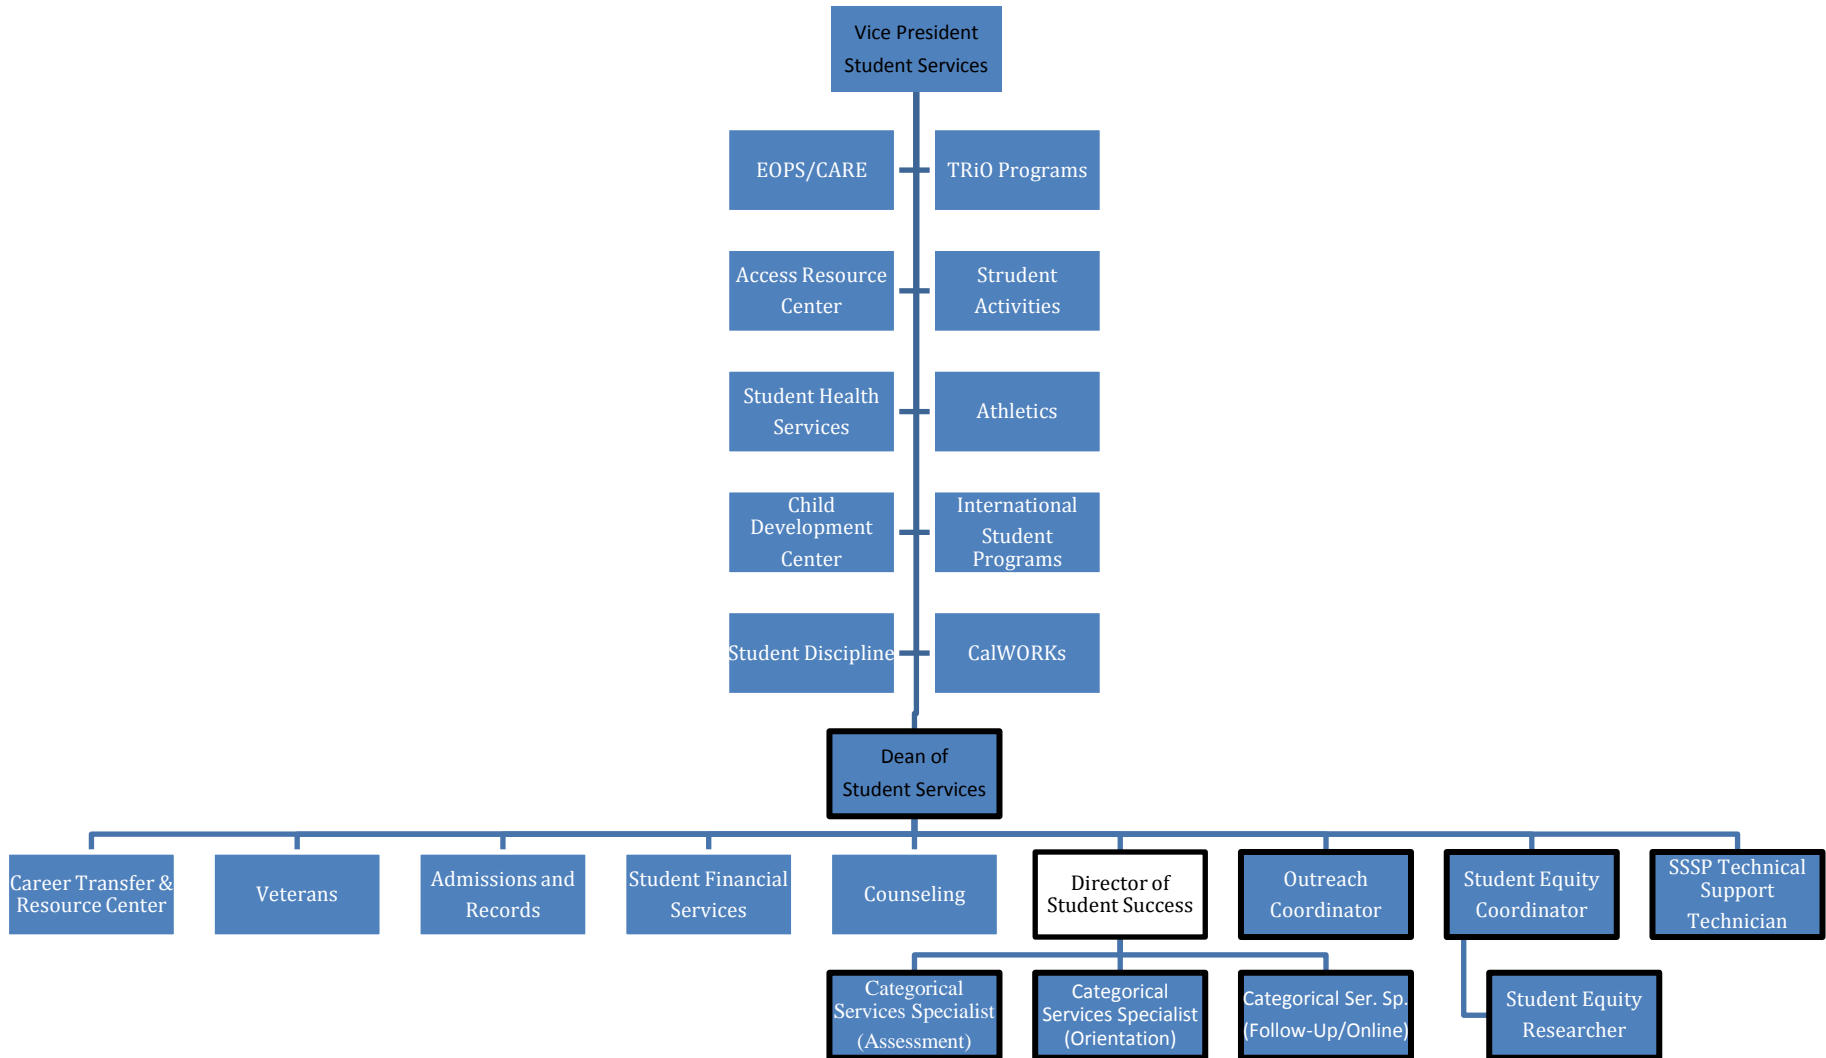 Vice President
Student Services
EOPS/CARE
TRiO Programs
Access Resource
Center
Strudent
Activities
Student Health
Services
Athletics
Child
Development
Center
International
Student
Programs
Student Discipline
CalWORKs
Dean of
Student Services
Career Transfer &
Resource Center
Veterans
Admissions and
Records
Student Financial
Services
Counseling
Director of
Student Success
Outreach
Coordinator
Student Equity
Coordinator
SSSP Technical
Support
Technician
Categorical
Services Specialist
(Assessment)
Categorical
Services Specialist
(Orientation)
Categorical Ser. Sp.
(Follow-Up/Online)
Student Equity
Researcher